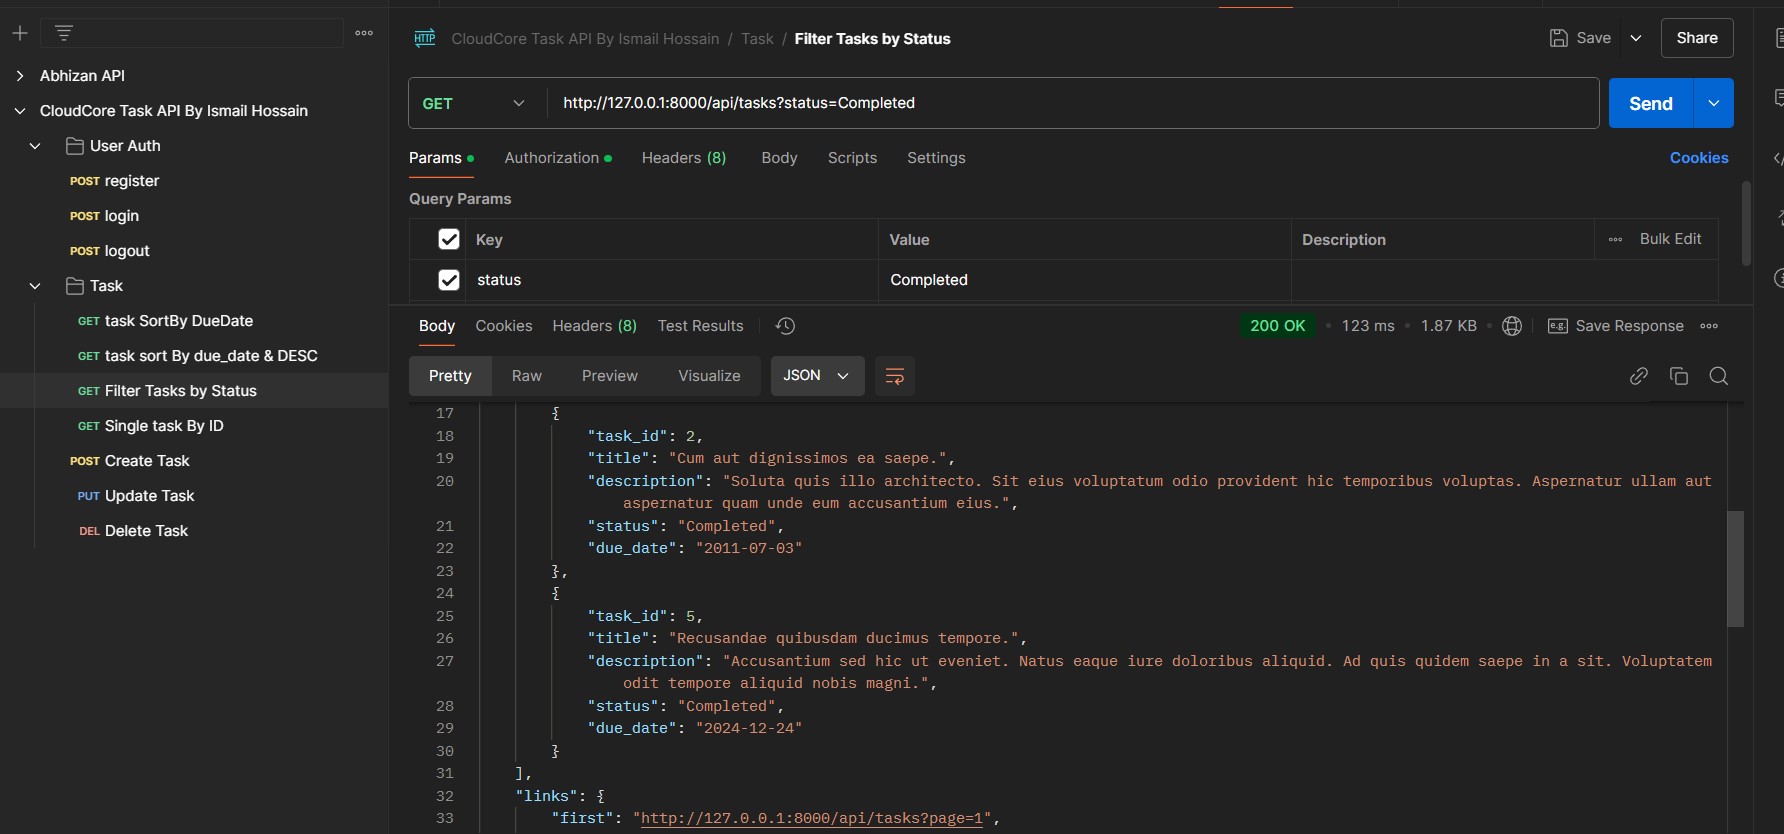 Abhizan API
CloudCore Task API By Ismail Hossain
User Auth
POST register
POST login
POST logout
Task
GET task SortBy DueDate
GET task sort By due_date & DESC
GET Filter Tasks by Status
GET Single task By ID
POST Create Task
PUT Update Task
DEL Delete Task
HTTP CloudCore Task API By Ismail Hossain / Task / Filter Tasks by Status
Save
Share
GET http://127.0.0.1:8000/api/tasks?status=Completed
Send
Params Authorization Headers (8) Body Scripts Settings Cookies
Query Params
Key Value Description Bulk Edit
status Completed
Body Cookies Headers (8) Test Results 200 OK 123 ms 1.87 KB e.g. Save Response
Pretty Raw Preview Visualize JSON
17 {
18 "task_id": 2,
19 "title": "Cum aut dignissimos ea saepe.",
20 "description": "Soluta quis illo architecto. Sit eius voluptatum odio provident hic temporibus voluptas. Aspernatur ullam aut
aspernatur quam unde eum accusantium eius.",
21 "status": "Completed",
22 "due_date": "2011-07-03"
23 },
24 {
25 "task_id": 5,
26 "title": "Recusandae quibusdam ducimus tempore.",
27 "description": "Accusantium sed hic ut eveniet. Natus eaque iure doloribus aliquid. Ad quis quidem saepe in a sit. Voluptatem
odit tempore aliquid nobis magni.",
28 "status": "Completed",
29 "due_date": "2024-12-24"
30 }
31 ],
32 "links": {
33 "first": "http://127.0.0.1:8000/api/tasks?page=1",